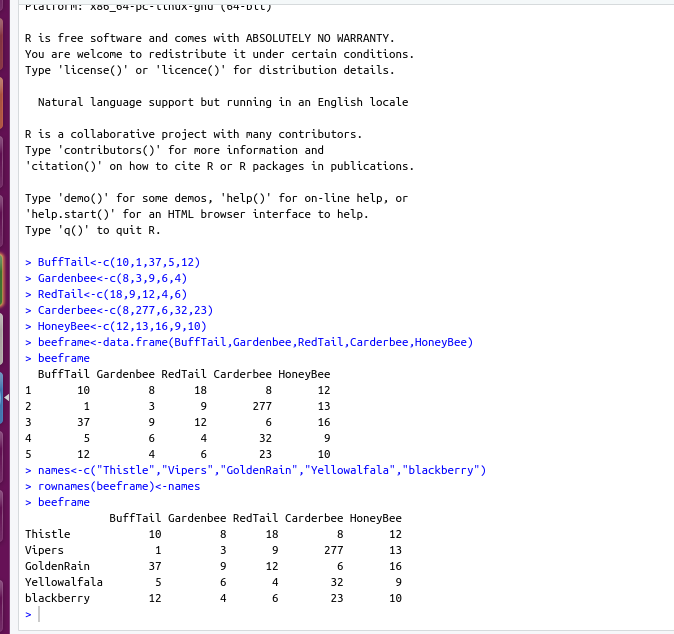 Platform: x86_64-pc-linux-gnu (64-bit)
R is free software and comes with ABSOLUTELY NO WARRANTY.
You are welcome to redistribute it under certain conditions.
Type 'license()' or 'licence()' for distribution details.
  Natural language support but running in an English locale
R is a collaborative project with many contributors.
Type 'contributors()' for more information and
'citation()' on how to cite R or R packages in publications.
Type 'demo()' for some demos, 'help()' for on-line help, or
'help.start()' for an HTML browser interface to help.
Type 'q()' to quit R.
> BuffTail<-c(10,1,37,5,12)
> Gardenbee<-c(8,3,9,6,4)
> RedTail<-c(18,9,12,4,6)
> Carderbee<-c(8,277,6,32,23)
> HoneyBee<-c(12,13,16,9,10)
> beeframe<-data.frame(BuffTail,Gardenbee,RedTail,Carderbee,HoneyBee)
> beeframe
  BuffTail Gardenbee RedTail Carderbee HoneyBee
1       10         8      18         8       12
2        1         3       9       277       13
3       37         9      12         6       16
4        5         6       4        32        9
5       12         4       6        23       10
> names<-c("Thistle","Vipers","GoldenRain","Yellowalfala","blackberry")
> rownames(beeframe)<-names
> beeframe
             BuffTail Gardenbee RedTail Carderbee HoneyBee
Thistle            10         8      18         8       12
Vipers              1         3       9       277       13
GoldenRain         37         9      12         6       16
Yellowalfala        5         6       4        32        9
blackberry         12         4       6        23       10
>